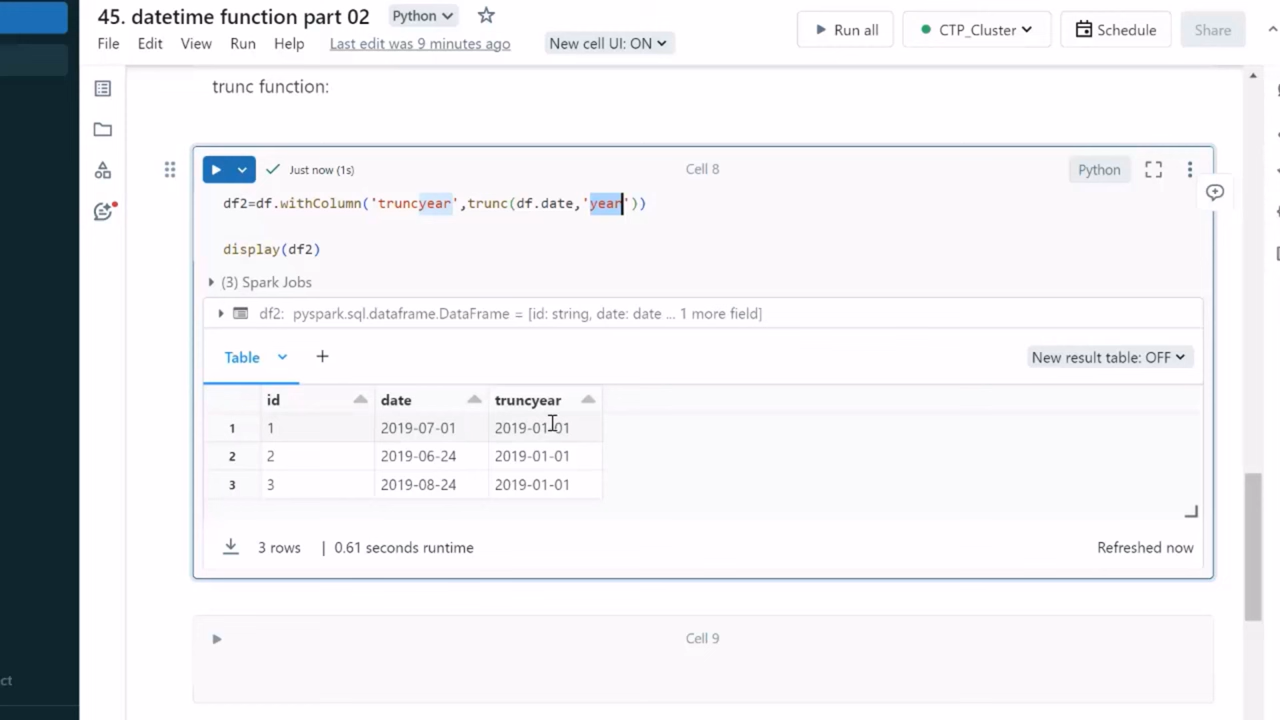 45. datetime function part 02 Python
Run all CTP_Cluster Schedule Share
File Edit View Run Help Last edit was 9 minutes ago New cell UI: ON
trunc function:
Just now (1s) Cell 8 Python
df2=df.withColumn('truncyear',trunc(df.date,'year'))
display(df2)
(3) Spark Jobs
df2: pyspark.sql.dataframe.DataFrame = [id: string, date: date ... 1 more field]
Table + New result table: OFF
id date truncyear
1 1 2019-07-01 2019-01-01
2 2 2019-06-24 2019-01-01
3 3 2019-08-24 2019-01-01
3 rows | 0.61 seconds runtime Refreshed now
Cell 9
ct